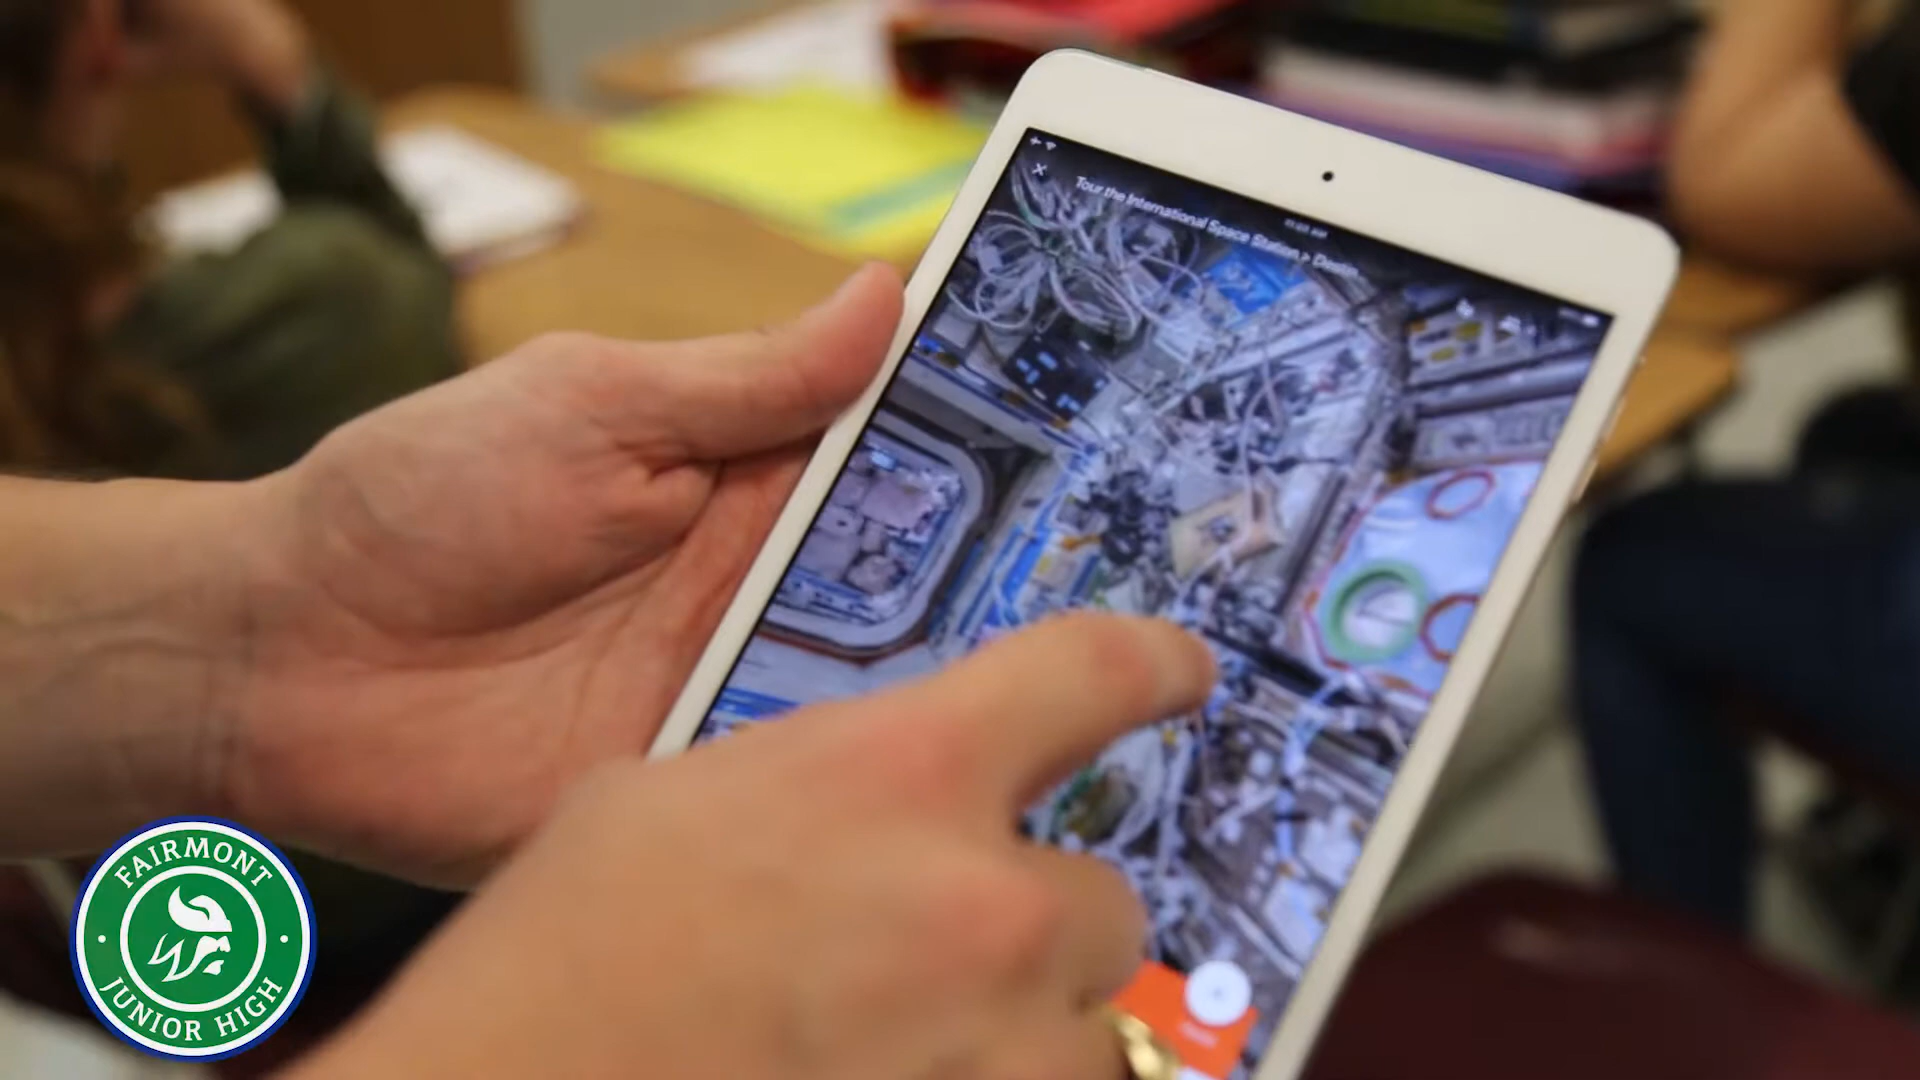 Tour the International Space Station > Destin
FAIRMONT
JUNIOR HIGH